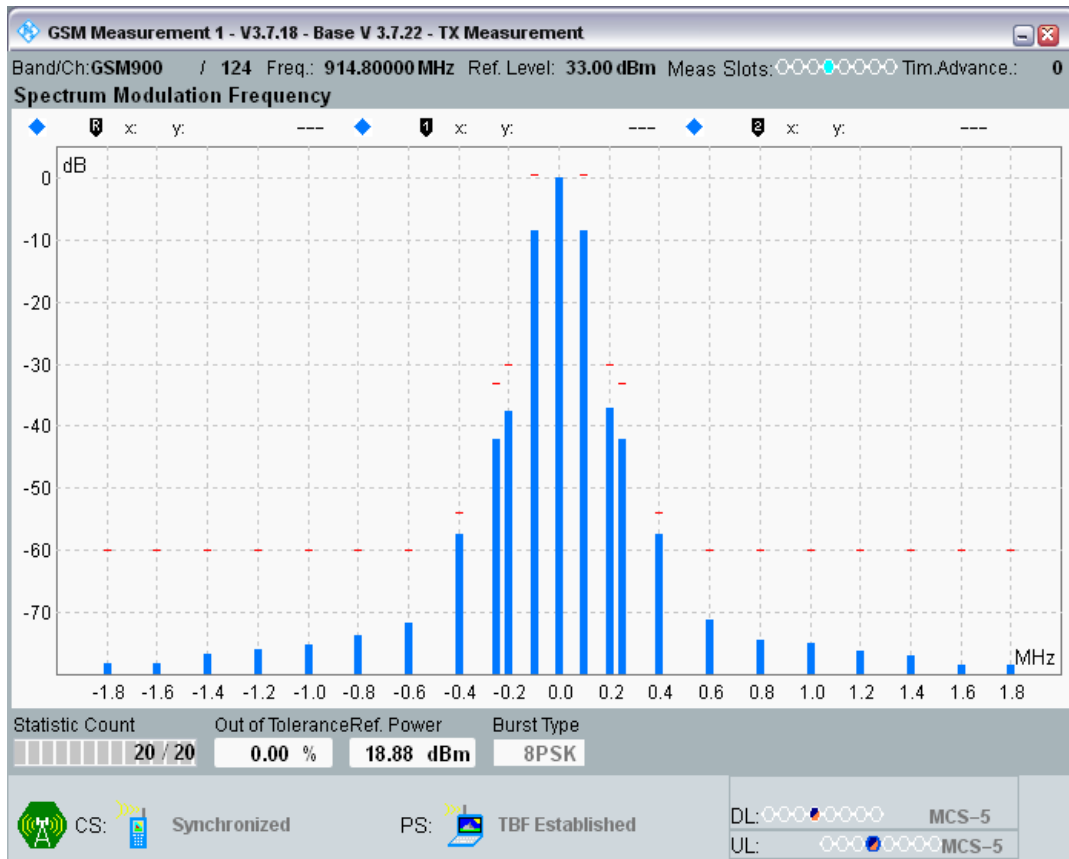 GSM Measurement 1 - V3.7.18 - Base V 3.7.22 - TX Measurement
Band/Ch:GSM900 / 124 Freq.: 914.80000 MHz Ref. Level: 33.00 dBm Meas Slots: Tim.Advance.: 0
Spectrum Modulation Frequency
R x: y: --- 1 x: y: --- 2 x: y: ---
dB
0
-10
-20
-30
-40
-50
-60
-70
MHz
-1.8 -1.6 -1.4 -1.2 -1.0 -0.8 -0.6 -0.4 -0.2 0.0 0.2 0.4 0.6 0.8 1.0 1.2 1.4 1.6 1.8
Statistic Count Out of Tolerance Ref. Power Burst Type
20 / 20 0.00 % 18.88 dBm 8PSK
CS: Synchronized PS: TBF Established DL: MCS-5
UL: MCS-5